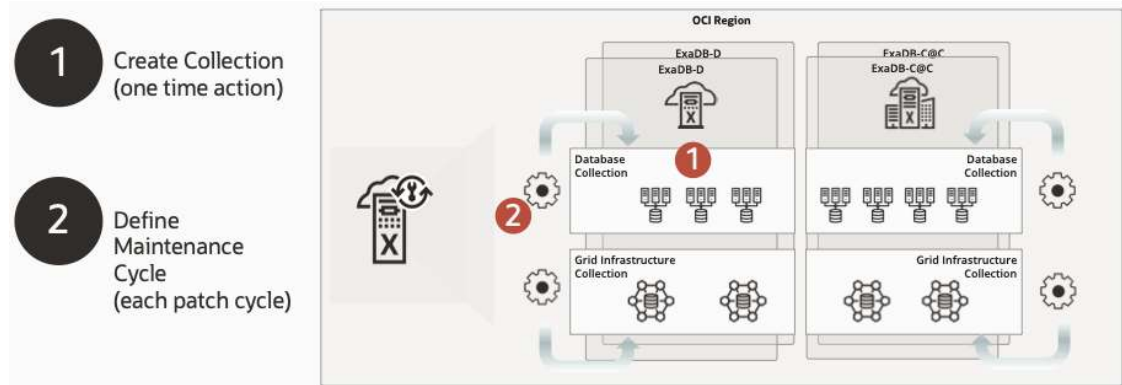 1
Create Collection
(one time action)
2
Define
Maintenance
Cycle
(each patch cycle)
OCI Region
ExaDB-D
ExaDB-D
X
Database
Collection
1
2
X
Grid Infrastructure
Collection
ExaDB-C@C
ExaDB-C@C
X
Database
Collection
Grid Infrastructure
Collection